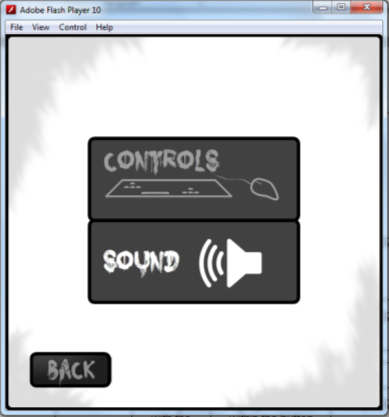 Adobe Flash Player 10
File View Control Help
CONTROLS
SOUND
BACK